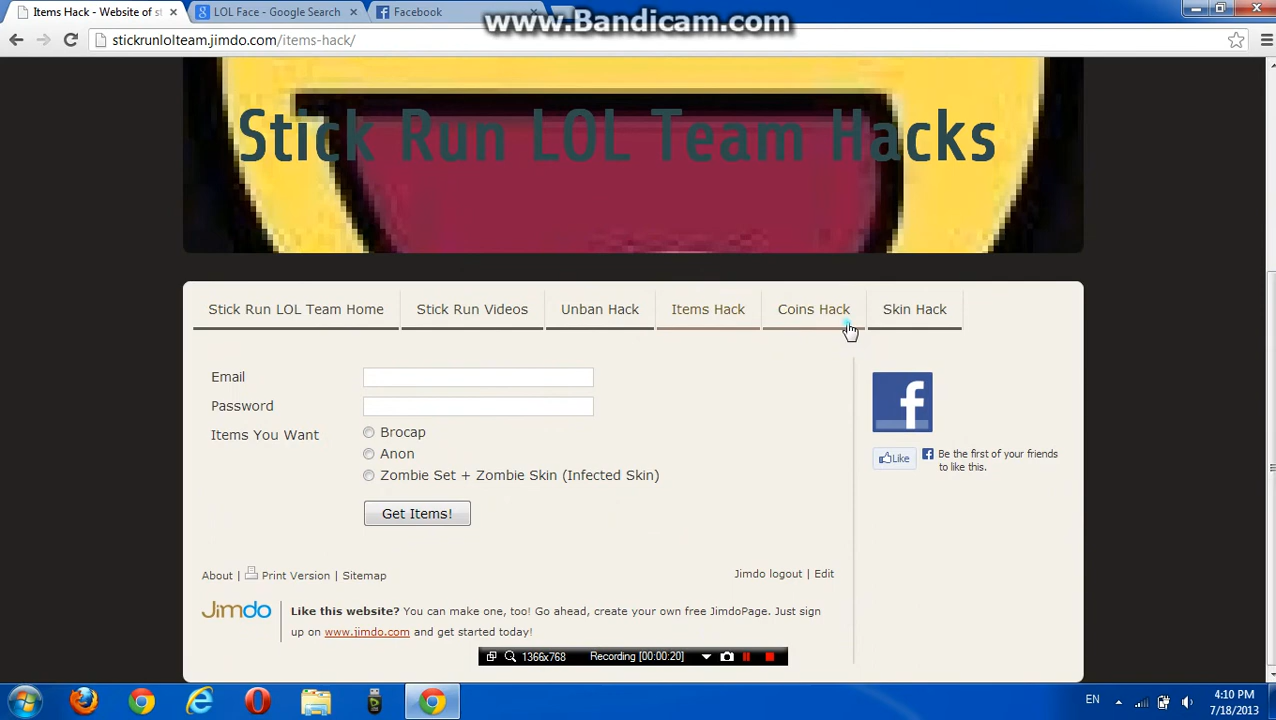 Items Hack - Website of st
LOL Face - Google Search
Facebook
www.Bandicam.com
stickrunlolteam.jimdo.com/items-hack/
Stick Run LOL Team Hacks
Stick Run LOL Team Home
Stick Run Videos
Unban Hack
Items Hack
Coins Hack
Skin Hack
Email
Password
Items You Want
Brocap
Anon
Zombie Set + Zombie Skin (Infected Skin)
Get Items!
Like
Be the first of your friends
to like this.
About | Print Version | Sitemap
Jimdo logout | Edit
Jimdo
Like this website? You can make one, too! Go ahead, create your own free JimdoPage. Just sign
up on www.jimdo.com and get started today!
1366x768
Recording [00:00:20]
EN
4:10 PM
7/18/2013